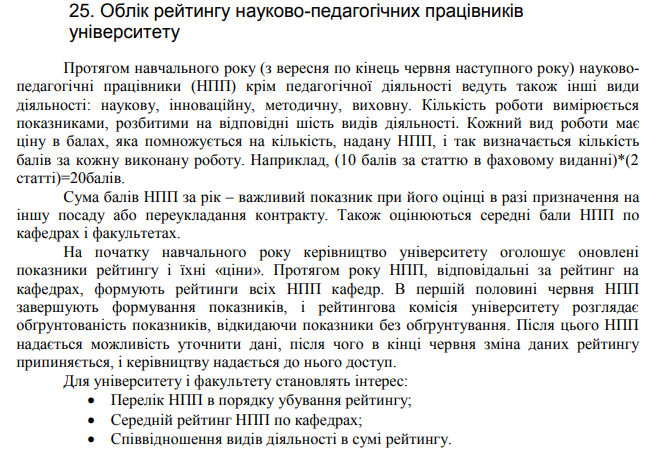 25. Облік рейтингу науково-педагогічних працівників
університету
Протягом навчального року (з вересня по кінець червня наступного року) науково-
педагогічні працівники (НПП) крім педагогічної діяльності ведуть також інші види
діяльності: наукову, інноваційну, методичну, виховну. Кількість роботи вимірюється
показниками, розбитими на відповідні шість видів діяльності. Кожний вид роботи має
ціну в балах, яка помножується на кількість, надану НПП, і так визначається кількість
балів за кожну виконану роботу. Наприклад, (10 балів за статтю в фаховому виданні)*(2
статті)=20балів.
Сума балів НПП за рік – важливий показник при його оцінці в разі призначення на
іншу посаду або переукладання контракту. Також оцінюються середні бали НПП по
кафедрах і факультетах.
На початку навчального року керівництво університету оголошує оновлені
показники рейтингу і їхні «ціни». Протягом року НПП, відповідальні за рейтинг на
кафедрах, формують рейтинги всіх НПП кафедр. В першій половині червня НПП
завершують формування показників, і рейтингова комісія університету розглядає
обґрунтованість показників, відкидаючи показники без обґрунтування. Після цього НПП
надається можливість уточнити дані, після чого в кінці червня зміна даних рейтингу
припиняється, і керівництву надається до нього доступ.
Для університету і факультету становлять інтерес:
• Перелік НПП в порядку убування рейтингу;
• Середній рейтинг НПП по кафедрах;
• Співвідношення видів діяльності в сумі рейтингу.